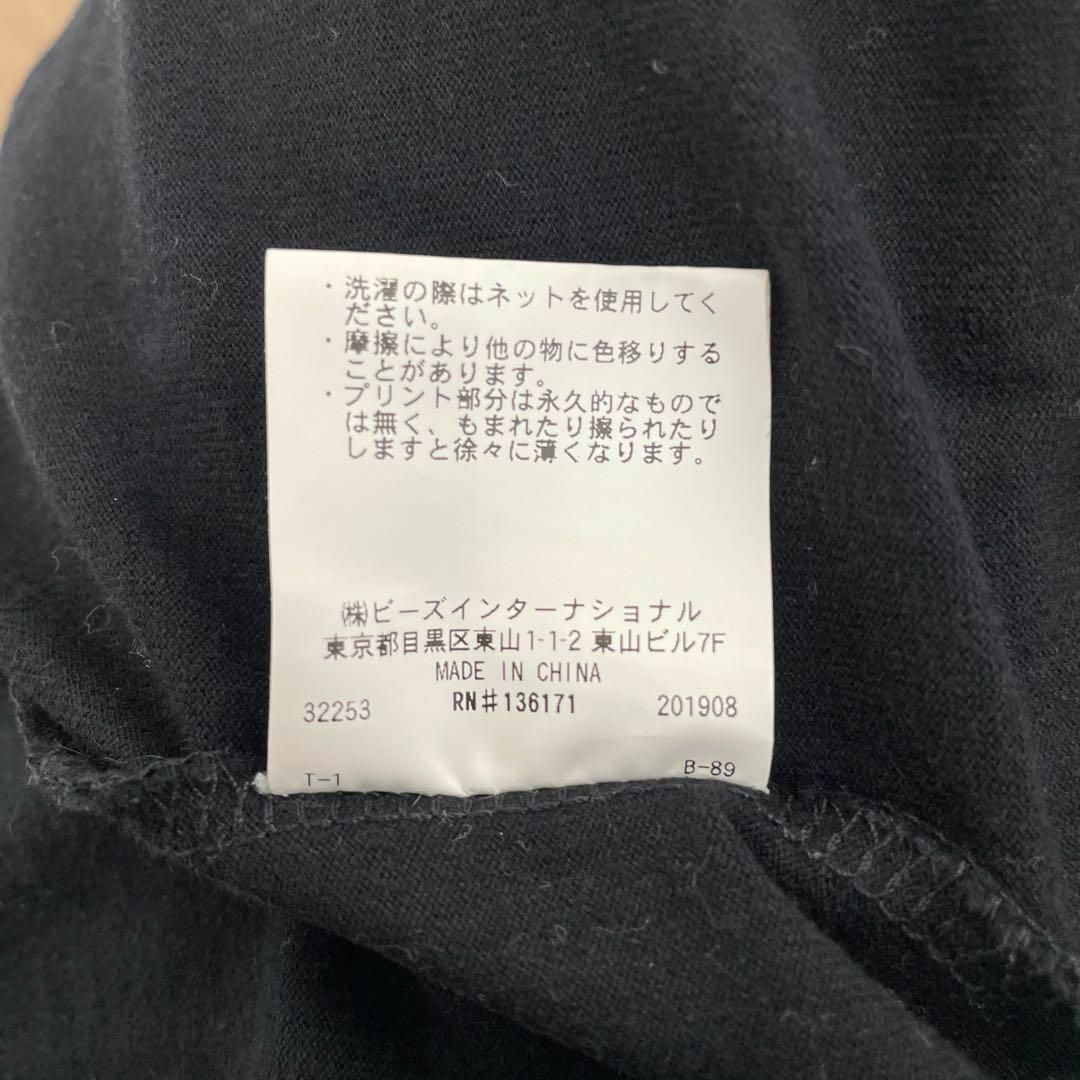 ・洗濯の際はネットを使用してく
ださい。
・摩擦により他の物に色移りする
ことがあります。
・プリント部分は永久的なもので
は無く、もまれたり擦られたり
しますと徐々に薄くなります。
㈱ビーズインターナショナル
東京都目黒区東山1-1-2 東山ビル7F
MADE IN CHINA
32253 RN#136171 201908
T-1 B-89